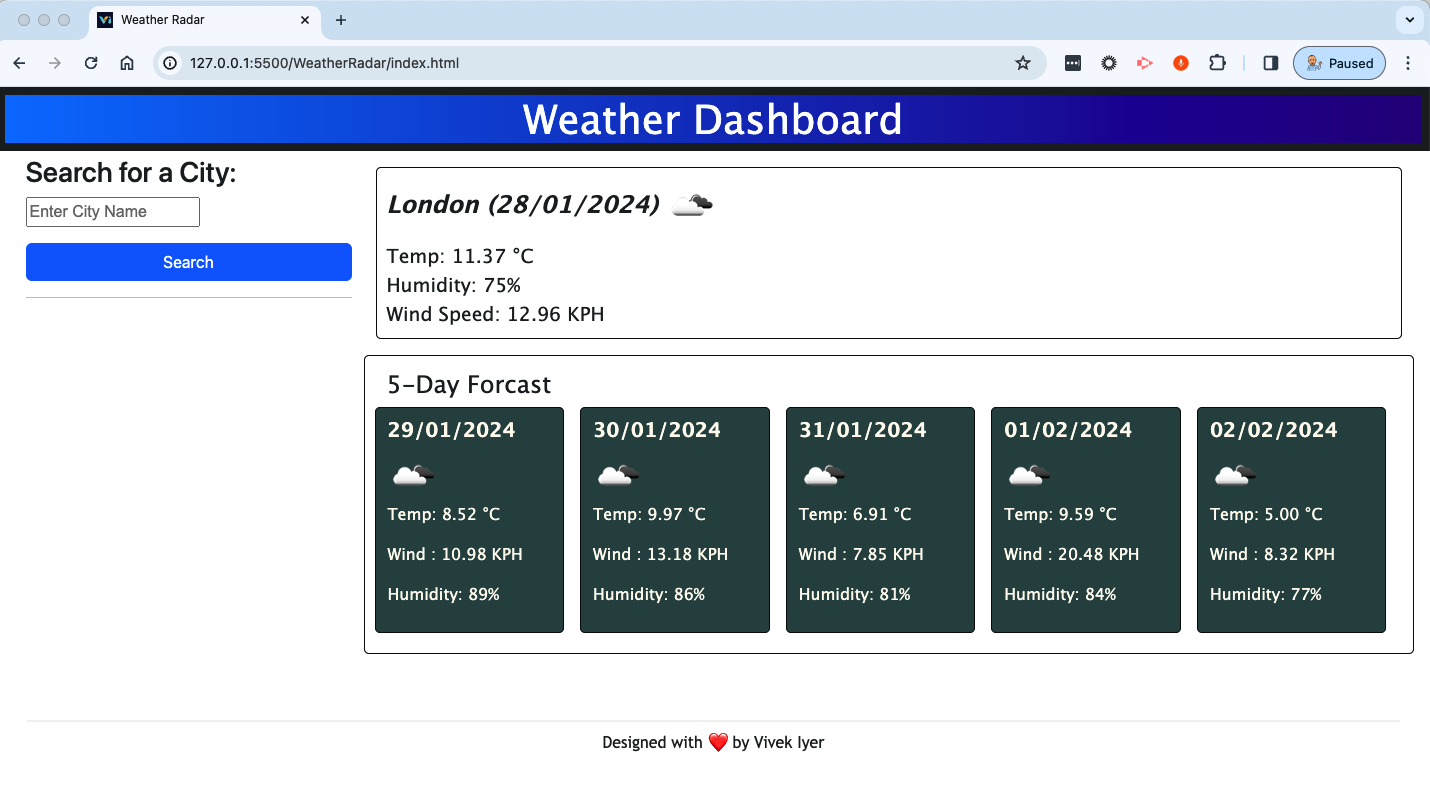 Weather Radar
127.0.0.1:5500/WeatherRadar/index.html
Paused
Weather Dashboard
Search for a City:
Enter City Name
Search
London (28/01/2024)
Temp: 11.37 °C
Humidity: 75%
Wind Speed: 12.96 KPH
5-Day Forcast
29/01/2024
Temp: 8.52 °C
Wind : 10.98 KPH
Humidity: 89%
30/01/2024
Temp: 9.97 °C
Wind : 13.18 KPH
Humidity: 86%
31/01/2024
Temp: 6.91 °C
Wind : 7.85 KPH
Humidity: 81%
01/02/2024
Temp: 9.59 °C
Wind : 20.48 KPH
Humidity: 84%
02/02/2024
Temp: 5.00 °C
Wind : 8.32 KPH
Humidity: 77%
Designed with ❤️ by Vivek Iyer